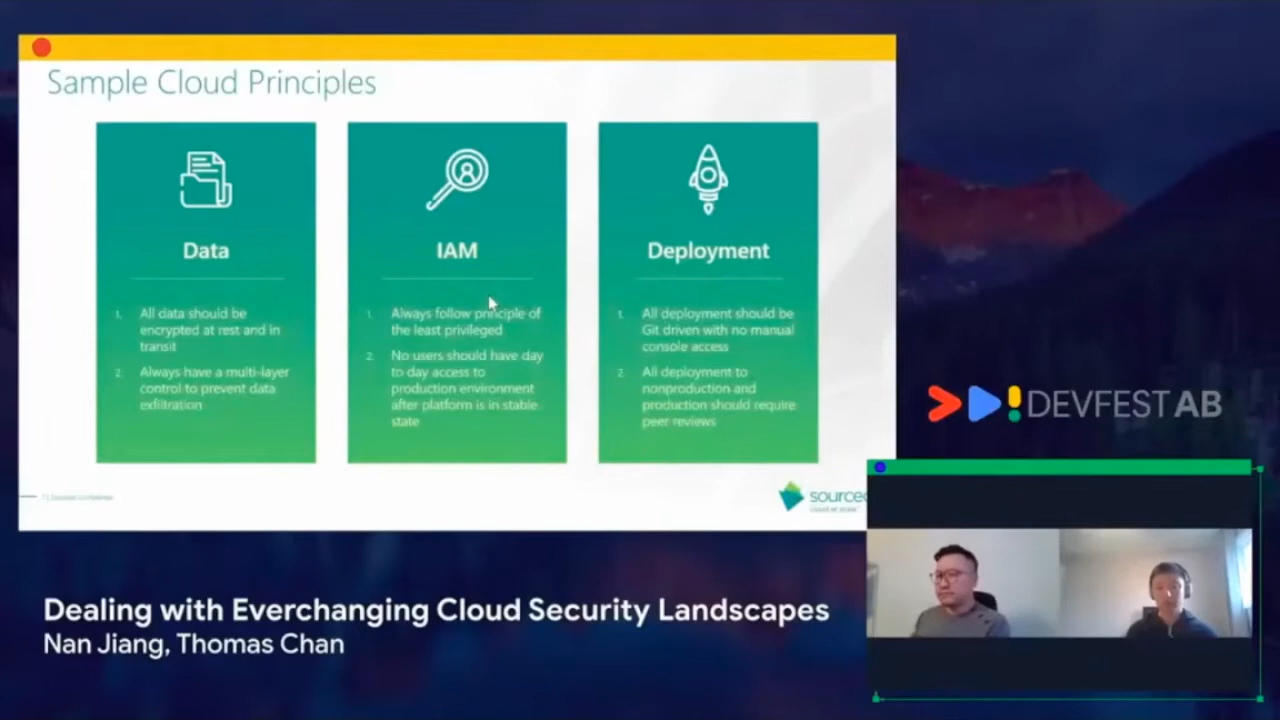 Sample Cloud Principles
Data
1. All data should be
encrypted at rest and in
transit
2. Always have a multi-layer
control to prevent data
exfiltration
IAM
1. Always follow principle of
the least privileged
2. No users should have day
to day access to
production environment
after platform is in stable
state
Deployment
1. All deployment should be
Git driven with no manual
console access
2. All deployment to
nonproduction and
production should require
peer reviews
sourced
cloud at scale
DEVFEST AB
Dealing with Everchanging Cloud Security Landscapes
Nan Jiang, Thomas Chan